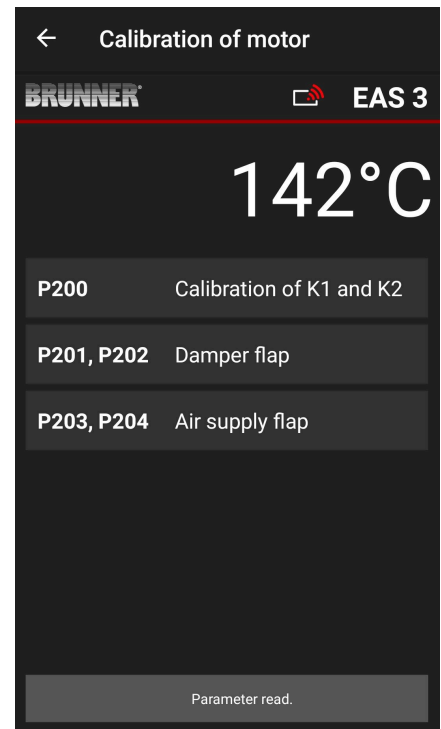 Calibration of motor
BRUNNER EAS 3
142°C
P200 Calibration of K1 and K2
P201, P202 Damper flap
P203, P204 Air supply flap
Parameter read.